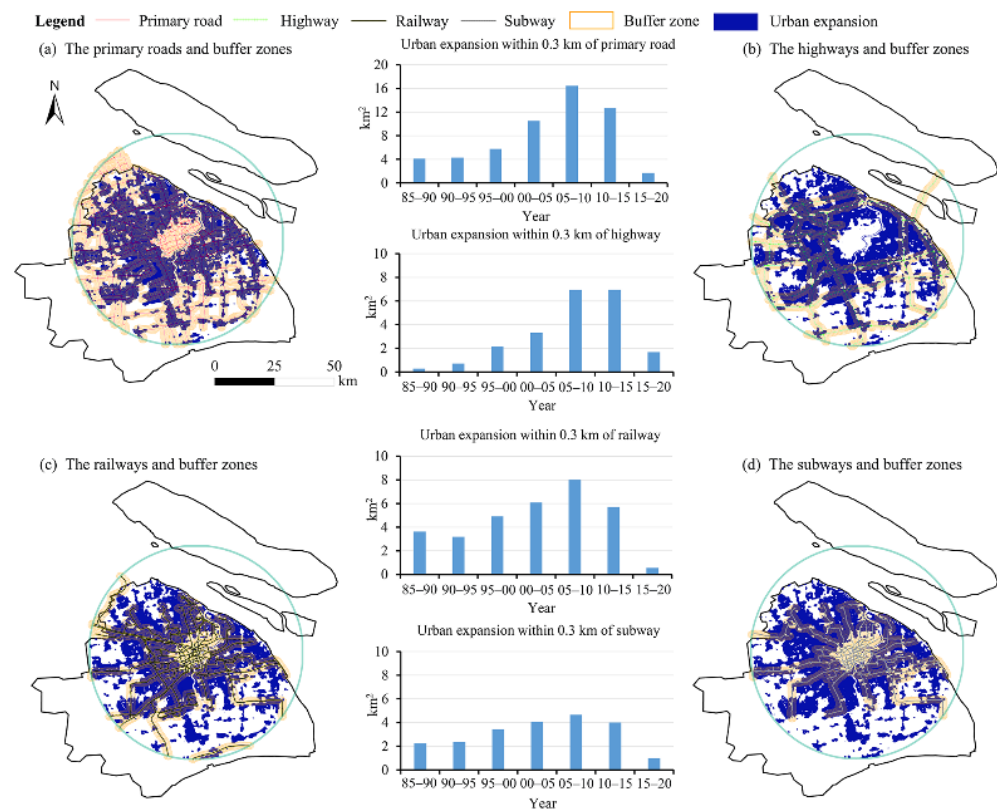 Legend Primary road Highway Railway Subway Buffer zone Urban expansion
(a) The primary roads and buffer zones
N
0 25 50
km
Urban expansion within 0.3 km of primary road
km²
20
16
12
8
4
0
85–90 90–95 95–00 00–05 05–10 10–15 15–20
Year
(b) The highways and buffer zones
Urban expansion within 0.3 km of highway
km²
10
8
6
4
2
0
85–90 90–95 95–00 00–05 05–10 10–15 15–20
Year
(c) The railways and buffer zones
Urban expansion within 0.3 km of railway
km²
10
8
6
4
2
0
85–90 90–95 95–00 00–05 05–10 10–15 15–20
Year
(d) The subways and buffer zones
Urban expansion within 0.3 km of subway
km²
10
8
6
4
2
0
85–90 90–95 95–00 00–05 05–10 10–15 15–20
Year